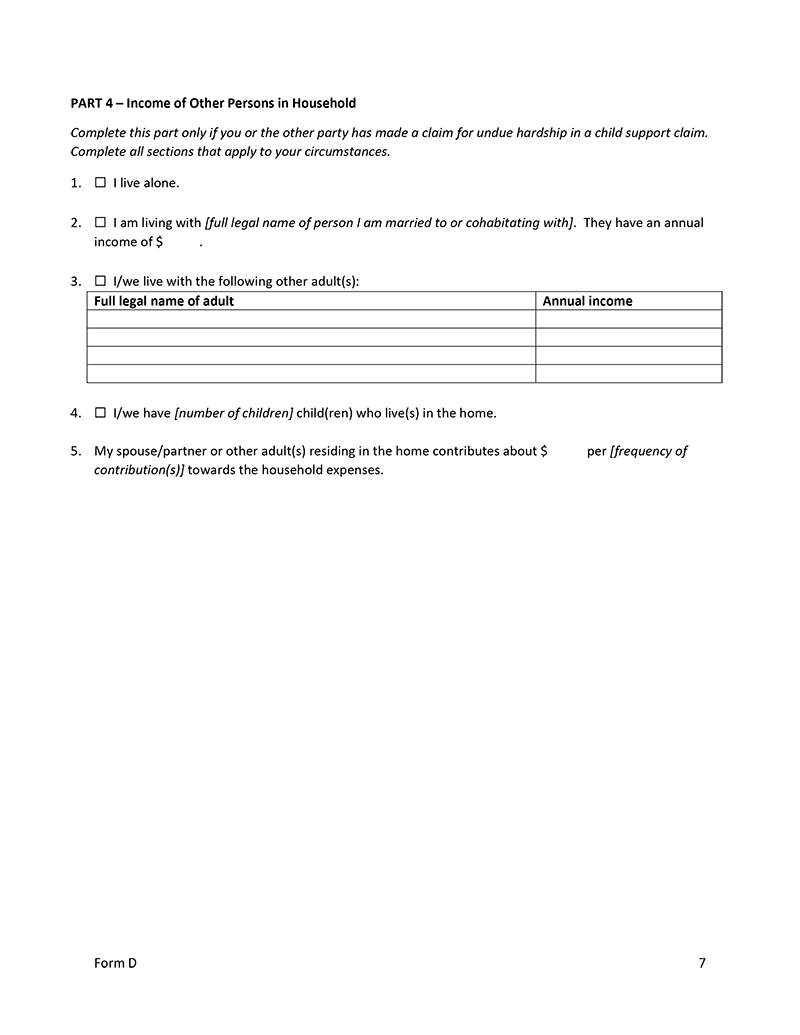 PART 4 – Income of Other Persons in Household
Complete this part only if you or the other party has made a claim for undue hardship in a child support claim.
Complete all sections that apply to your circumstances.
1. ☐ I live alone.
2. ☐ I am living with [full legal name of person I am married to or cohabitating with]. They have an annual
income of $ .
3. ☐ I/we live with the following other adult(s):
Full legal name of adult Annual income
4. ☐ I/we have [number of children] child(ren) who live(s) in the home.
5. My spouse/partner or other adult(s) residing in the home contributes about $ per [frequency of
contribution(s)] towards the household expenses.
Form D 7